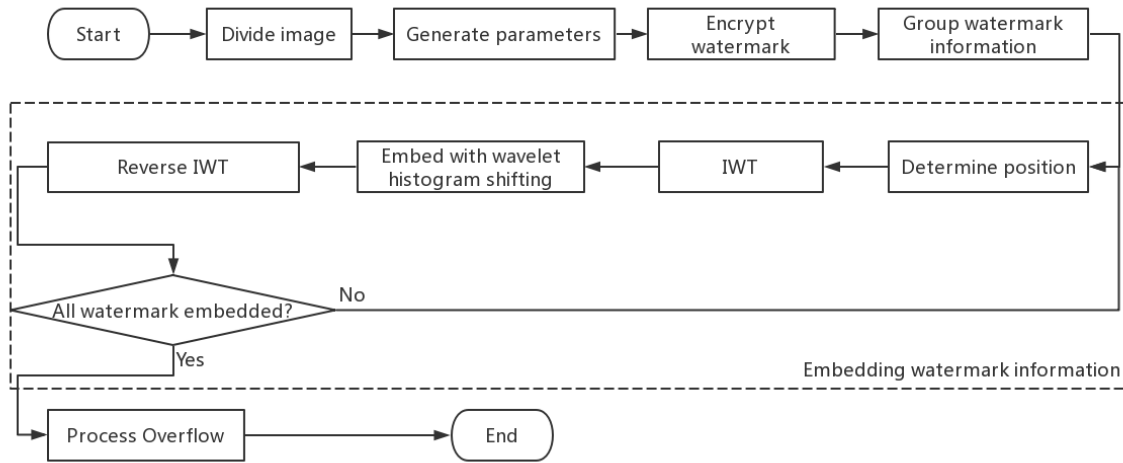 Start
Divide image
Generate parameters
Encrypt
watermark
Group watermark
information
Reverse IWT
Embed with wavelet
histogram shifting
IWT
Determine position
All watermark embedded?
No
Yes
Embedding watermark information
Process Overflow
End